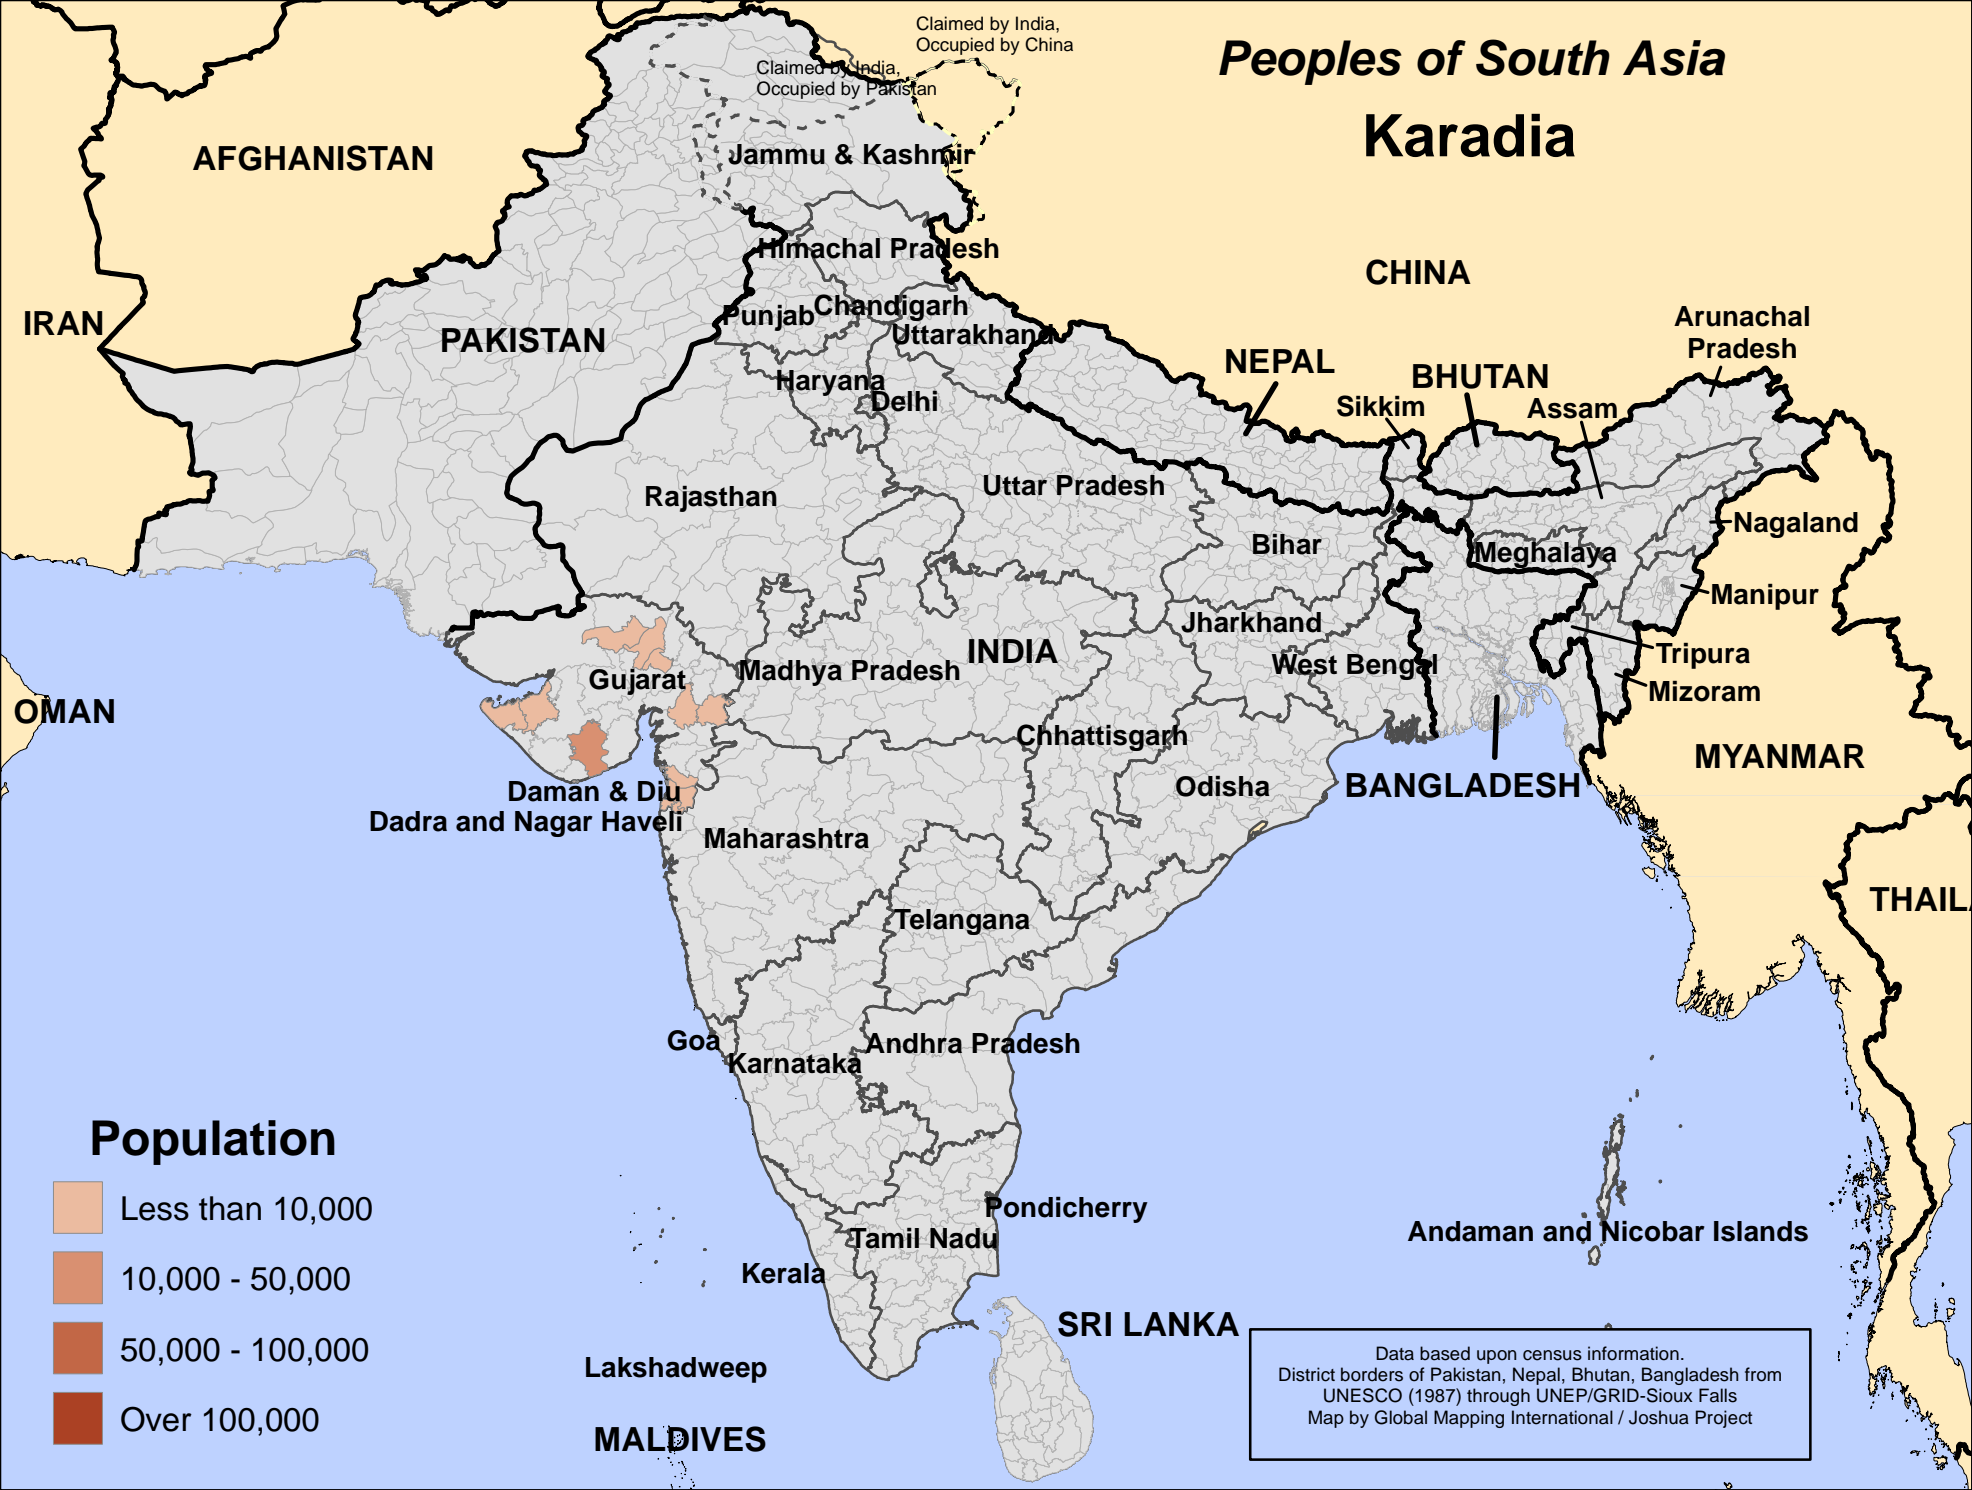 Claimed by India,
Occupied by China
Peoples of South Asia
Claimed by India,
Occupied by Pakistan
Karadia
AFGHANISTAN
Jammu & Kashmir
Himachal Pradesh
CHINA
IRAN
PAKISTAN
Punjab
Chandigarh
Uttarakhand
Arunachal
Pradesh
NEPAL
BHUTAN
Haryana
Delhi
Sikkim
Assam
Rajasthan
Uttar Pradesh
Nagaland
Bihar
Meghalaya
Manipur
Jharkhand
INDIA
Tripura
West Bengal
Madhya Pradesh
Gujarat
Mizoram
OMAN
Chhattisgarh
MYANMAR
Odisha
BANGLADESH
Daman & Diu
Dadra and Nagar Haveli
Maharashtra
THAIL
Telangana
Goa
Andhra Pradesh
Karnataka
Population
Less than 10,000
10,000 - 50,000
50,000 - 100,000
Over 100,000
Pondicherry
Andaman and Nicobar Islands
Tamil Nadu
Kerala
SRI LANKA
Lakshadweep
MALDIVES
Data based upon census information.
District borders of Pakistan, Nepal, Bhutan, Bangladesh from
UNESCO (1987) through UNEP/GRID-Sioux Falls
Map by Global Mapping International / Joshua Project